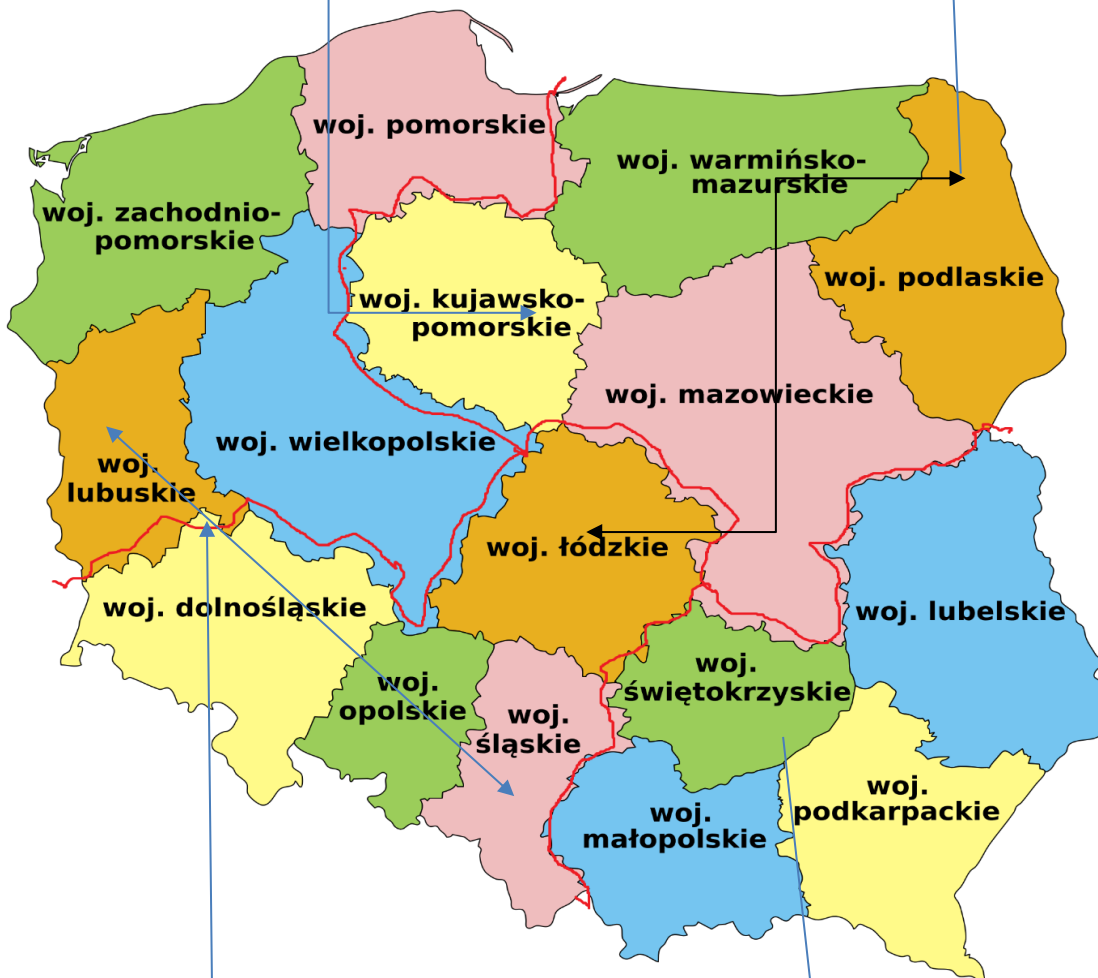 woj. pomorskie
woj. warmińsko-
mazurskie
woj. zachodnio-
pomorskie
woj. podlaskie
woj. kujawsko-
pomorskie
woj. mazowieckie
woj. wielkopolskie
woj.
lubuskie
woj. łódzkie
woj. dolnośląskie
woj. lubelskie
woj.
świętokrzyskie
woj.
opolskie
woj.
śląskie
woj.
podkarpackie
woj.
małopolskie